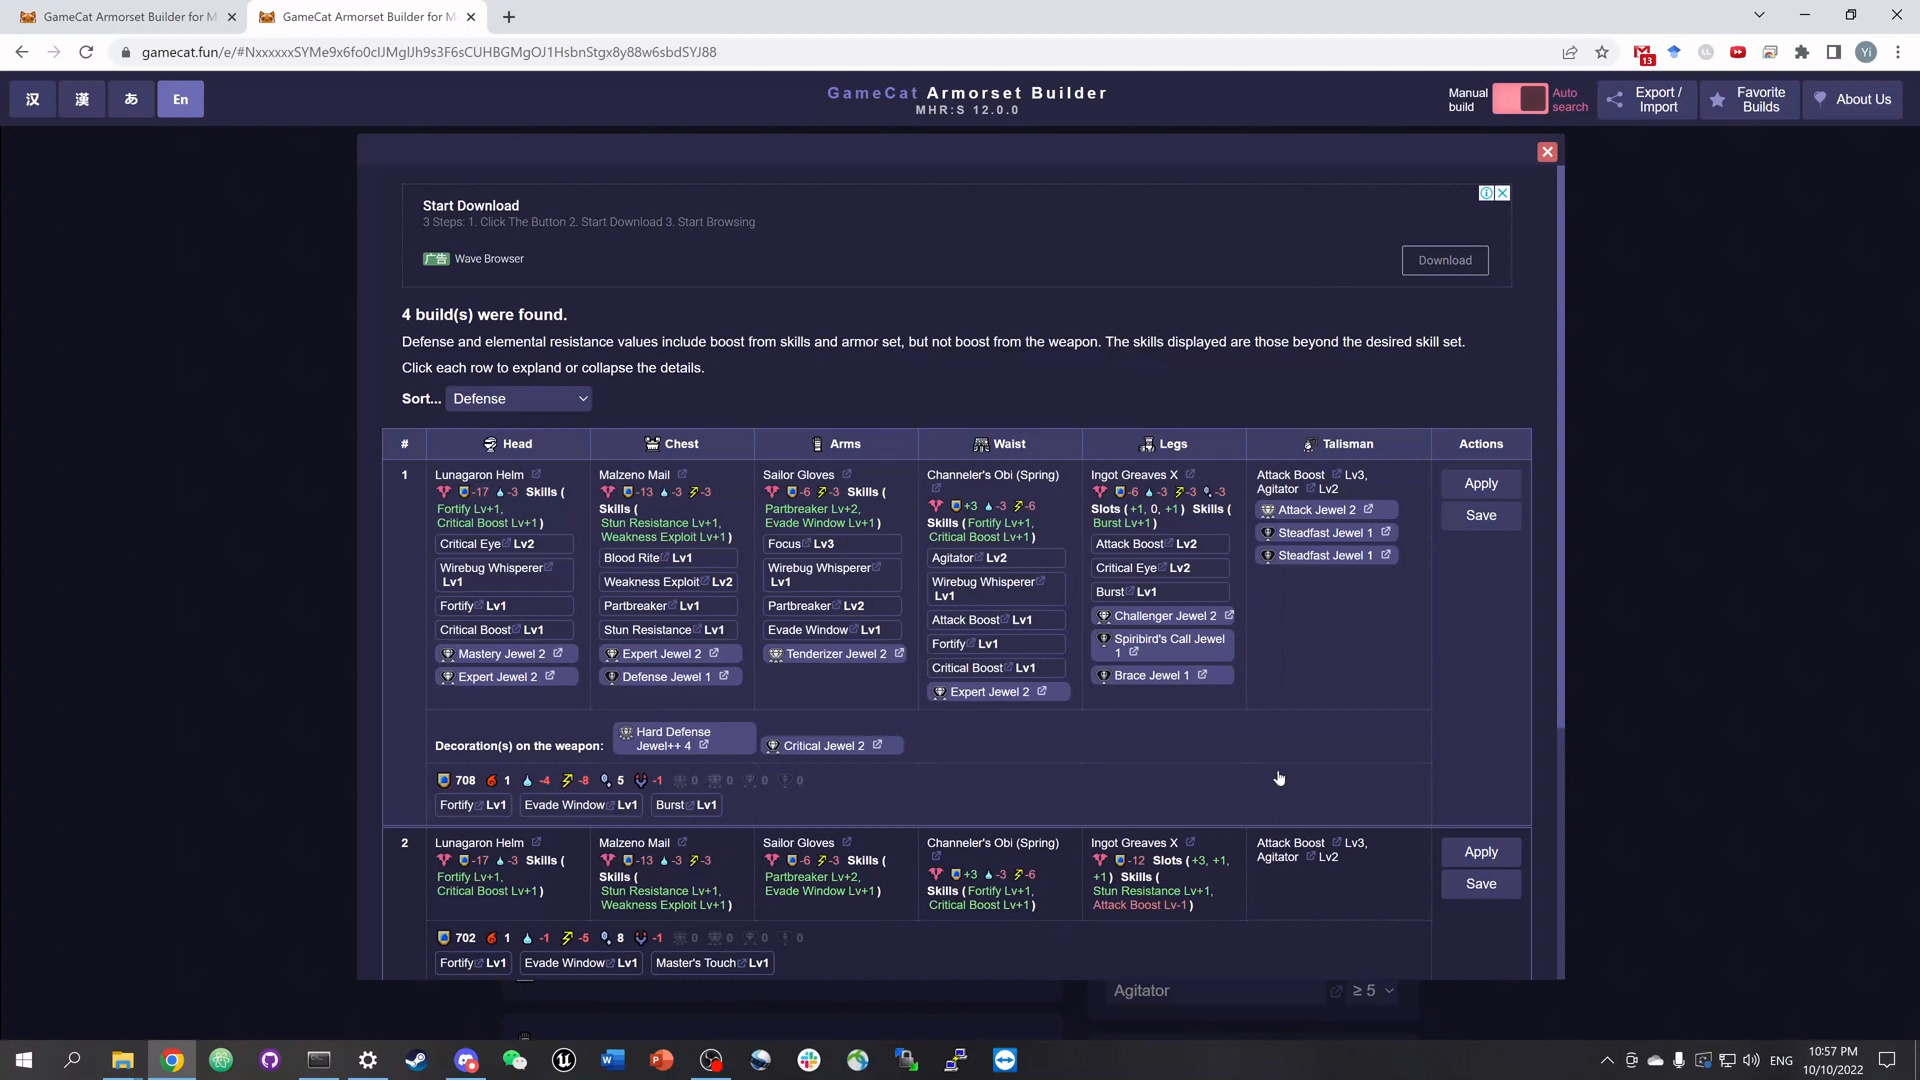 GameCat Armorset Builder for M
GameCat Armorset Builder for M
gamecat.fun/e/#NxxxxxxSYMe9x6fo0cIJMglJh9s3F6sCUHBGMgOJ1HsbnStgx8y88w6sbdSYJ88
13
Yi
汉 漢 あ En
GameCat Armorset Builder
MHR:S 12.0.0
Manual build
Auto search
Export / Import
Favorite Builds
About Us
Start Download
3 Steps: 1. Click The Button 2. Start Download 3. Start Browsing
广告 Wave Browser
Download
4 build(s) were found.
Defense and elemental resistance values include boost from skills and armor set, but not boost from the weapon. The skills displayed are those beyond the desired skill set.
Click each row to expland or collapse the details.
Sort... Defense
# Head Chest Arms Waist Legs Talisman Actions
1
Lunagaron Helm
-17 -3 Skills (
Fortify Lv+1,
Critical Boost Lv+1 )
Critical Eye Lv2
Wirebug Whisperer
Lv1
Fortify Lv1
Critical Boost Lv1
Mastery Jewel 2
Expert Jewel 2
Malzeno Mail
-13 -3 -3
Skills (
Stun Resistance Lv+1,
Weakness Exploit Lv+1 )
Blood Rite Lv1
Weakness Exploit Lv2
Partbreaker Lv1
Stun Resistance Lv1
Expert Jewel 2
Defense Jewel 1
Sailor Gloves
-6 -3 Skills (
Partbreaker Lv+2,
Evade Window Lv+1 )
Focus Lv3
Wirebug Whisperer
Lv1
Partbreaker Lv2
Evade Window Lv1
Tenderizer Jewel 2
Channeler's Obi (Spring)
+3 -3 -6
Skills ( Fortify Lv+1,
Critical Boost Lv+1 )
Agitator Lv2
Wirebug Whisperer
Lv1
Attack Boost Lv1
Fortify Lv1
Critical Boost Lv1
Expert Jewel 2
Ingot Greaves X
-6 -3 -3 -3
Slots ( +1, 0, +1 ) Skills (
Burst Lv+1 )
Attack Boost Lv2
Critical Eye Lv2
Burst Lv1
Challenger Jewel 2
Spiribird's Call Jewel
1
Brace Jewel 1
Attack Boost Lv3,
Agitator Lv2
Attack Jewel 2
Steadfast Jewel 1
Steadfast Jewel 1
Apply
Save
Decoration(s) on the weapon: Hard Defense
Jewel++ 4
Critical Jewel 2
708 1 -4 -8 5 -1 0 0 0 0
Fortify Lv1 Evade Window Lv1 Burst Lv1
2
Lunagaron Helm
-17 -3 Skills (
Fortify Lv+1,
Critical Boost Lv+1 )
Malzeno Mail
-13 -3 -3
Skills (
Stun Resistance Lv+1,
Weakness Exploit Lv+1 )
Sailor Gloves
-6 -3 Skills (
Partbreaker Lv+2,
Evade Window Lv+1 )
Channeler's Obi (Spring)
+3 -3 -6
Skills ( Fortify Lv+1,
Critical Boost Lv+1 )
Ingot Greaves X
-12 Slots ( +3, +1,
+1 ) Skills (
Stun Resistance Lv+1,
Attack Boost Lv-1 )
Attack Boost Lv3,
Agitator Lv2
Apply
Save
702 1 -1 -5 8 -1 0 0 0 0
Fortify Lv1 Evade Window Lv1 Master's Touch Lv1
Agitator ≥ 5
ENG
10:57 PM
10/10/2022